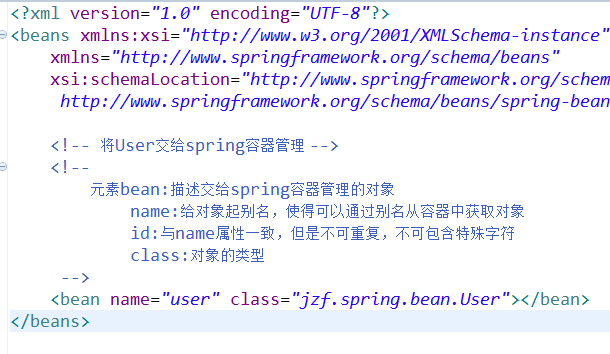 <?xml version="1.0" encoding="UTF-8"?>
<beans xmlns:xsi="http://www.w3.org/2001/XMLSchema-instance"
xmlns="http://www.springframework.org/schema/beans"
xsi:schemaLocation="http://www.springframework.org/schem
http://www.springframework.org/schema/beans/spring-bean
<!-- 将User交给spring容器管理 -->
<!--
元素bean:描述交给spring容器管理的对象
name:给对象起别名，使得可以通过别名从容器中获取对象
id:与name属性一致，但是不可重复，不可包含特殊字符
class:对象的类型
-->
<bean name="user" class="jzf.spring.bean.User"></bean>
</beans>